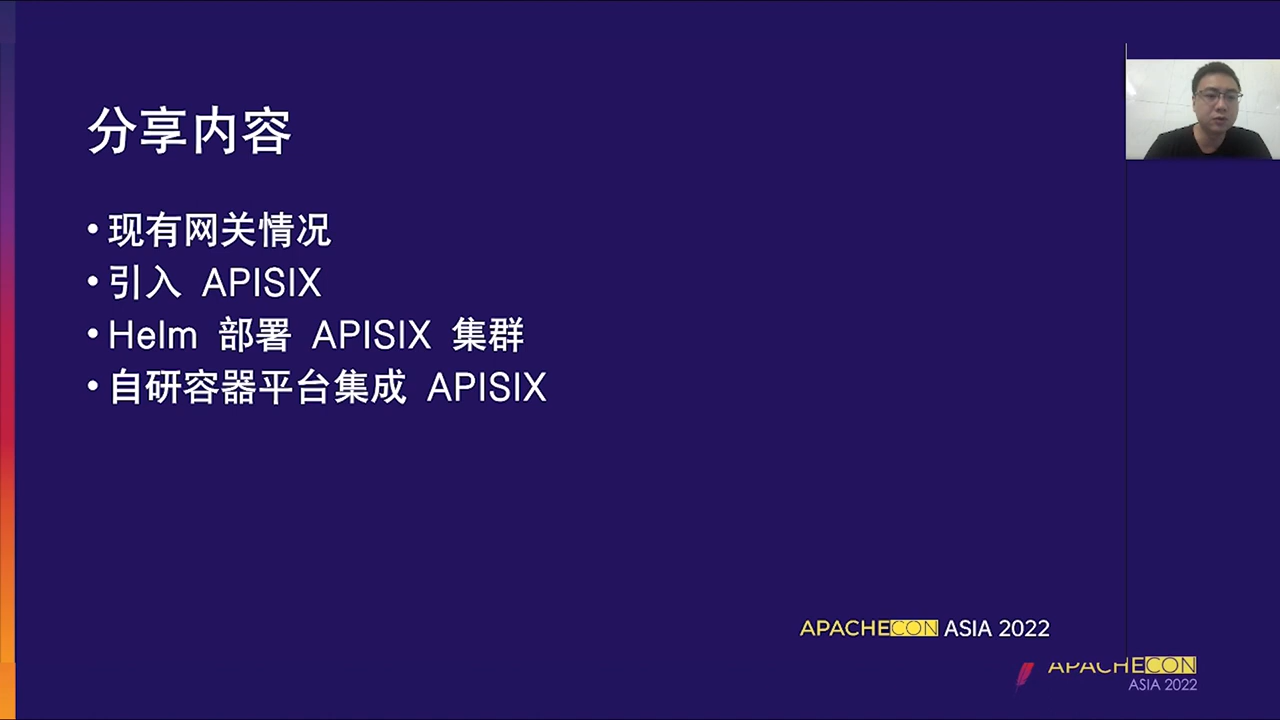 分享内容
• 现有网关情况
• 引入 APISIX
• Helm 部署 APISIX 集群
• 自研容器平台集成 APISIX
APACHECON ASIA 2022
APACHECON
ASIA 2022